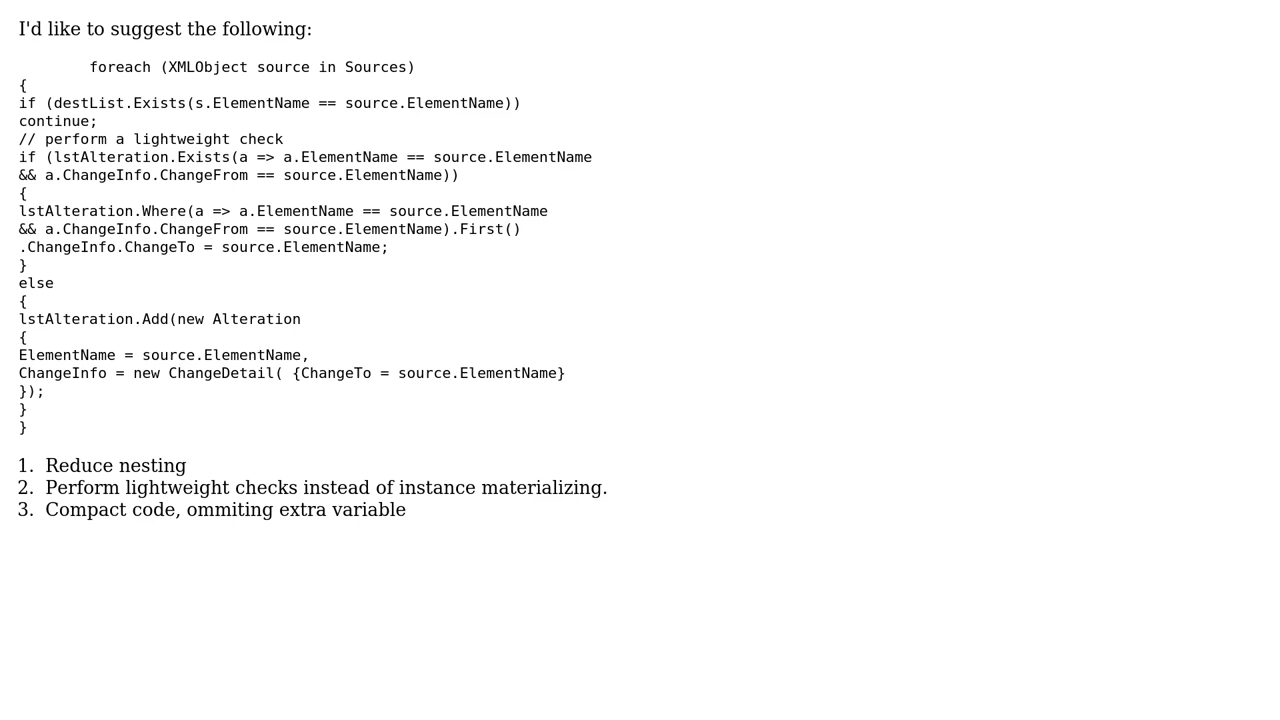 I'd like to suggest the following:
foreach (XMLObject source in Sources)
{
if (destList.Exists(s.ElementName == source.ElementName))
continue;
// perform a lightweight check
if (lstAlteration.Exists(a => a.ElementName == source.ElementName
&& a.ChangeInfo.ChangeFrom == source.ElementName))
{
lstAlteration.Where(a => a.ElementName == source.ElementName
&& a.ChangeInfo.ChangeFrom == source.ElementName).First()
.ChangeInfo.ChangeTo = source.ElementName;
}
else
{
lstAlteration.Add(new Alteration
{
ElementName = source.ElementName,
ChangeInfo = new ChangeDetail( {ChangeTo = source.ElementName}
});
}
}
1. Reduce nesting
2. Perform lightweight checks instead of instance materializing.
3. Compact code, ommiting extra variable